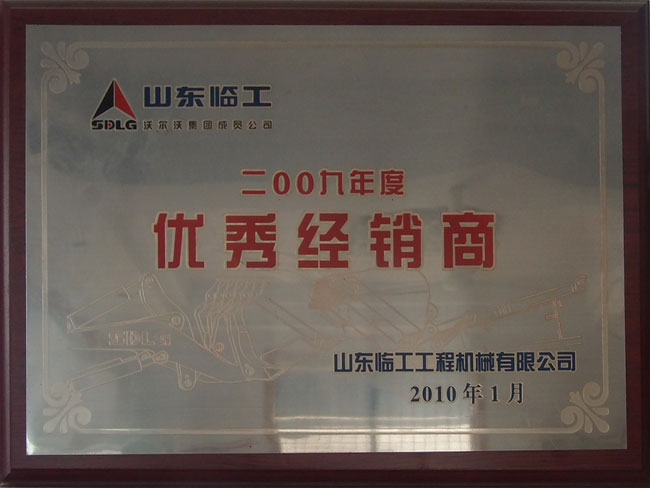 山东临工
SDLG 沃尔沃集团成员公司
二00九年度
优秀经销商
SDLG
山东临工工程机械有限公司
2010年1月